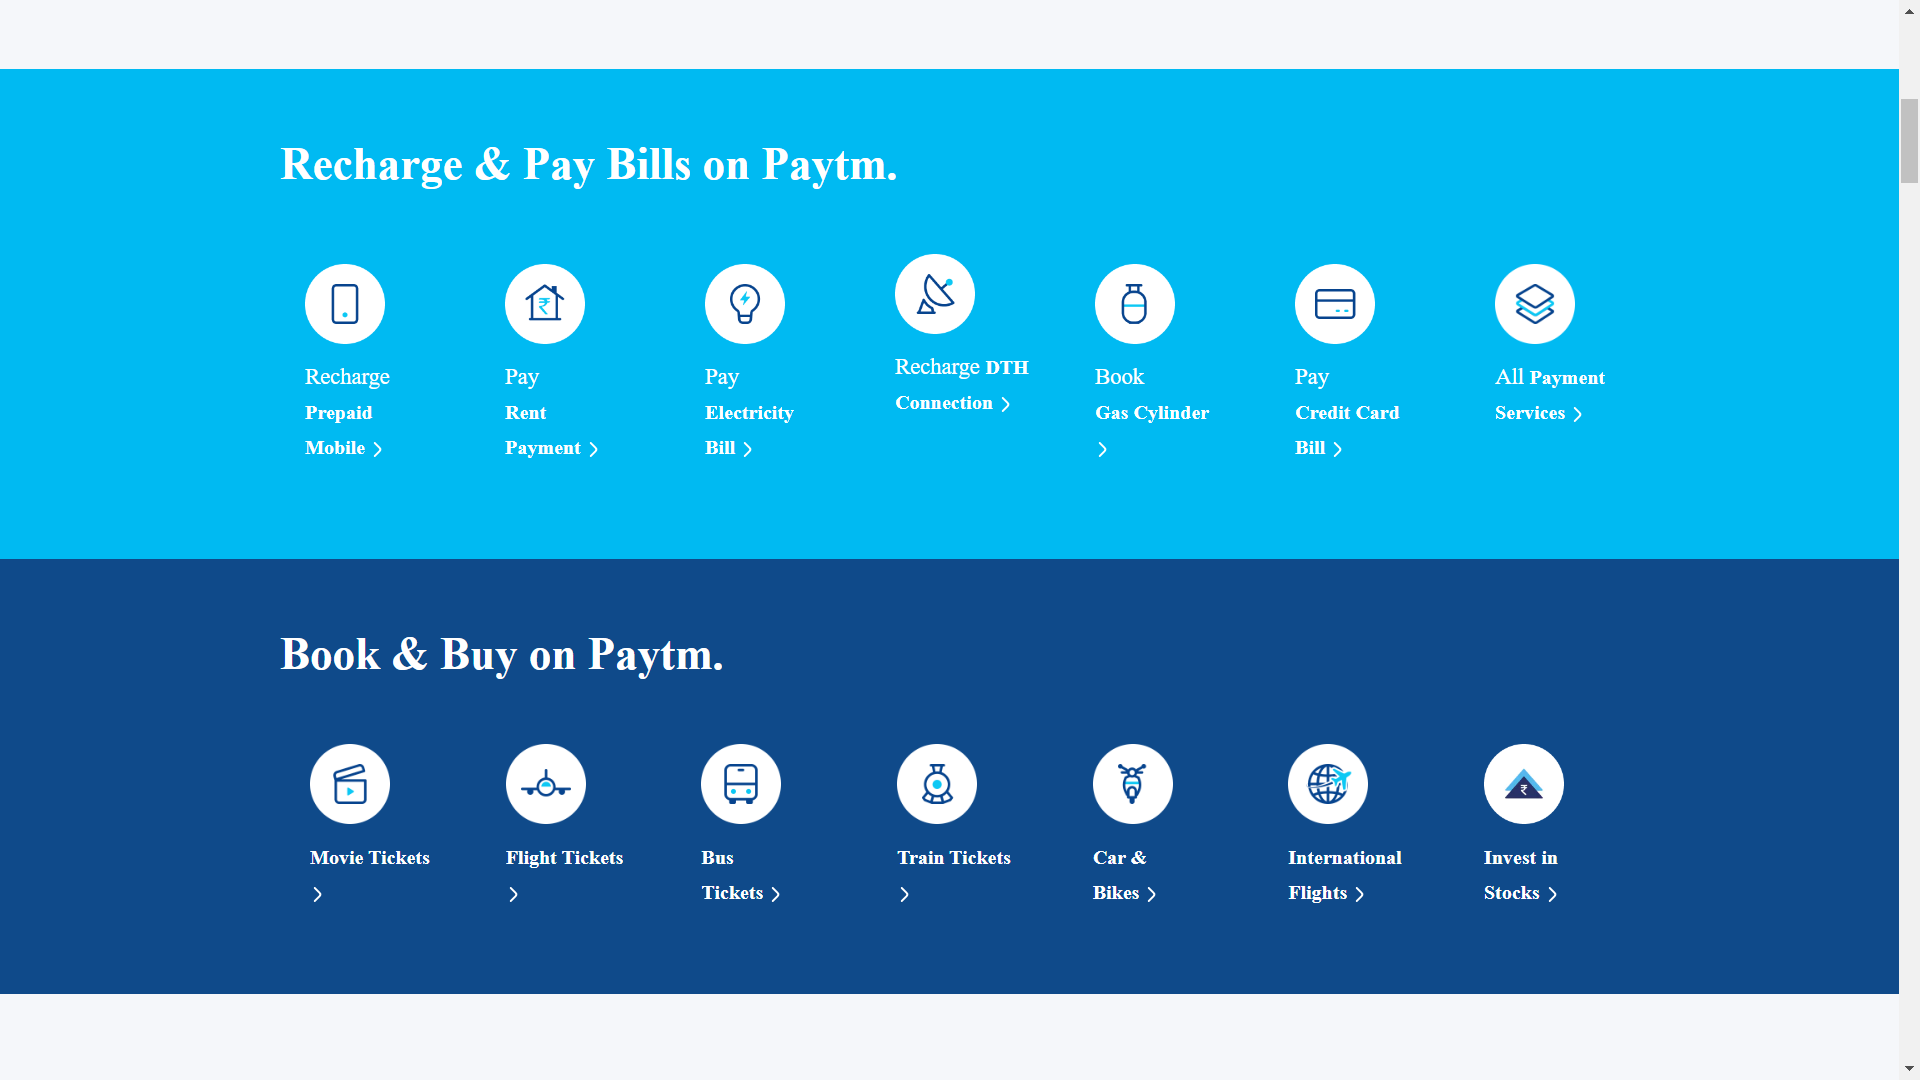 Recharge & Pay Bills on Paytm.
Recharge
Prepaid
Mobile
Pay
Rent
Payment
₹
Pay
Electricity
Bill
Recharge DTH
Connection
Book
Gas Cylinder
Pay
Credit Card
Bill
All Payment
Services
Book & Buy on Paytm.
Movie Tickets
Flight Tickets
Bus
Tickets
Train Tickets
Car &
Bikes
International
Flights
₹
Invest in
Stocks